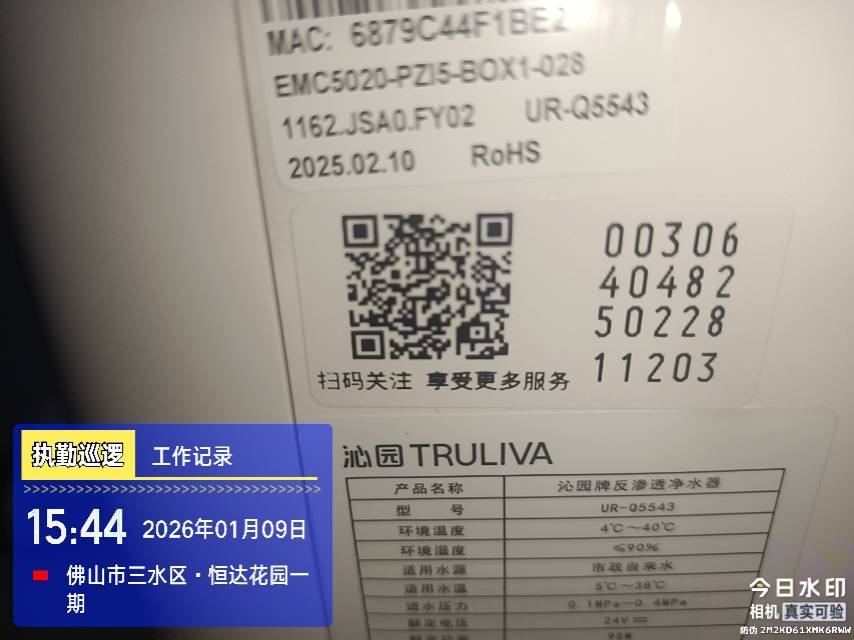 MAC: 6879C44F1BE2
EMC5020-PZI5-BOX1-028
1162.JSA0.FY02 UR-Q5543
2025.02.10 RoHS
00306
40482
50228
11203
扫码关注 享受更多服务
沁园 TRULIVA
产品名称 沁园牌反渗透净水器
型 号 UR-Q5543
环境温度 4℃～40℃
环境湿度 ≤90%
适用水源 市政自来水
适用水温 5℃～38℃
进水压力 0.1MPa～0.4MPa
额定电压 24V
额定功率 95W
执勤巡逻 工作记录
15:44 2026年01月09日
佛山市三水区·恒达花园一
期
今日水印
相机 真实可验
防伪 2M2KD61XMK6RWW